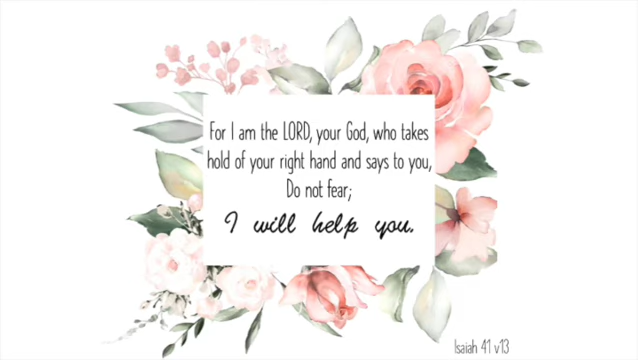 For I am the LORD, your God, who takes
hold of your right hand and says to you,
Do not fear;
I will help you.
Isaiah 41 v13